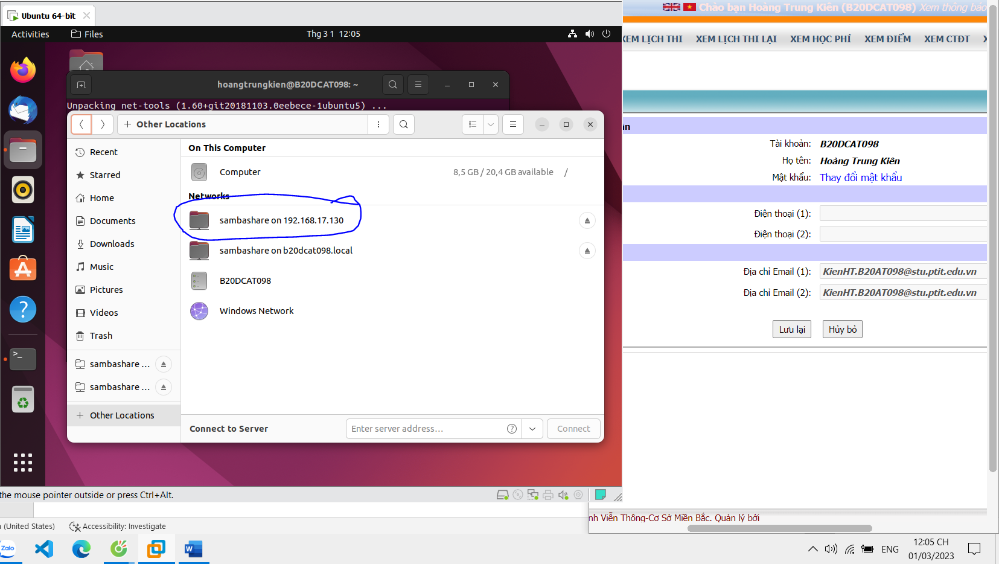 Ubuntu 64-bit
Activities
Files
Thg 3 1 12:05
hoangtrungkien@B20DCAT098: ~
Unpacking net-tools (1.60+git20181103.0eebece-1ubuntu5) ...
Other Locations
Recent
Starred
Home
Documents
Downloads
Music
Pictures
Videos
Trash
sambashare ...
sambashare ...
Other Locations
On This Computer
Computer
8,5 GB / 20,4 GB available
/
Networks
sambashare on 192.168.17.130
sambashare on b20dcat098.local
B20DCAT098
Windows Network
Connect to Server
Enter server address...
Connect
the mouse pointer outside or press Ctrl+Alt.
Chào bạn Hoàng Trung Kiên (B20DCAT098) Xem thông báo
XEM LỊCH THI
XEM LỊCH THI LẠI
XEM HỌC PHÍ
XEM ĐIỂM
XEM CTĐT
Tài khoản: B20DCAT098
Họ tên: Hoàng Trung Kiên
Mật khẩu: Thay đổi mật khẩu
Điện thoại (1):
Điện thoại (2):
Địa chỉ Email (1): KienHT.B20AT098@stu.ptit.edu.vn
Địa chỉ Email (2): KienHT.B20AT098@stu.ptit.edu.vn
Lưu lại
Hủy bỏ
nh Viễn Thông-Cơ Sở Miền Bắc. Quản lý bởi
(United States)
Accessibility: Investigate
Zalo
W
ENG
12:05 CH
01/03/2023